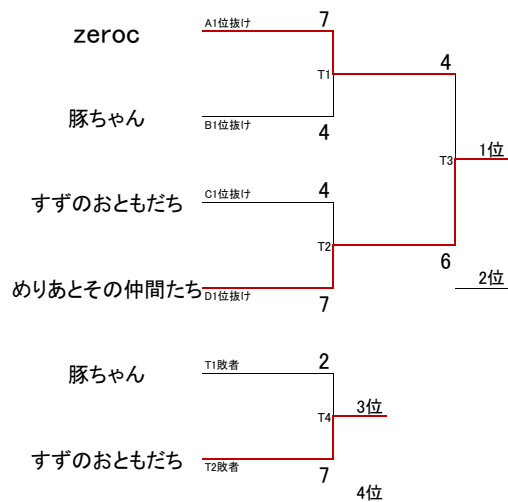 zeroc
A1位抜け
7
T1
4
豚ちゃん
B1位抜け
4
T3
1位
すずのおともだち
C1位抜け
4
T2
6
めりあとその仲間たち
D1位抜け
7
2位
豚ちゃん
T1敗者
2
T4
3位
すずのおともだち
T2敗者
7
4位